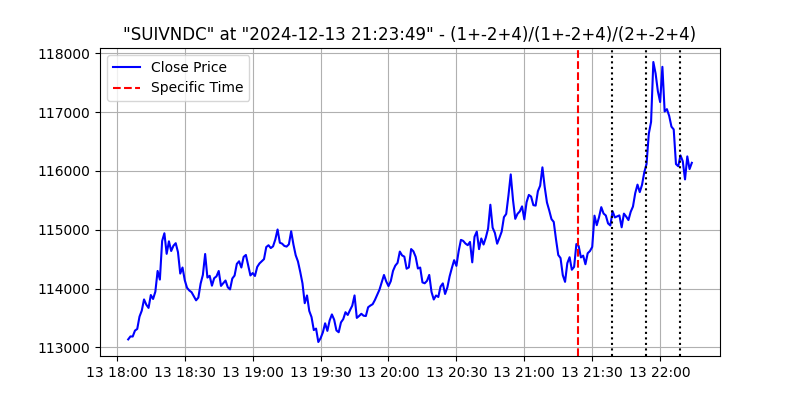 "SUIVNDC" at "2024-12-13 21:23:49" - (1+-2+4)/(1+-2+4)/(2+-2+4)
Close Price
Specific Time
118000
117000
116000
115000
114000
113000
13 18:00 13 18:30 13 19:00 13 19:30 13 20:00 13 20:30 13 21:00 13 21:30 13 22:00